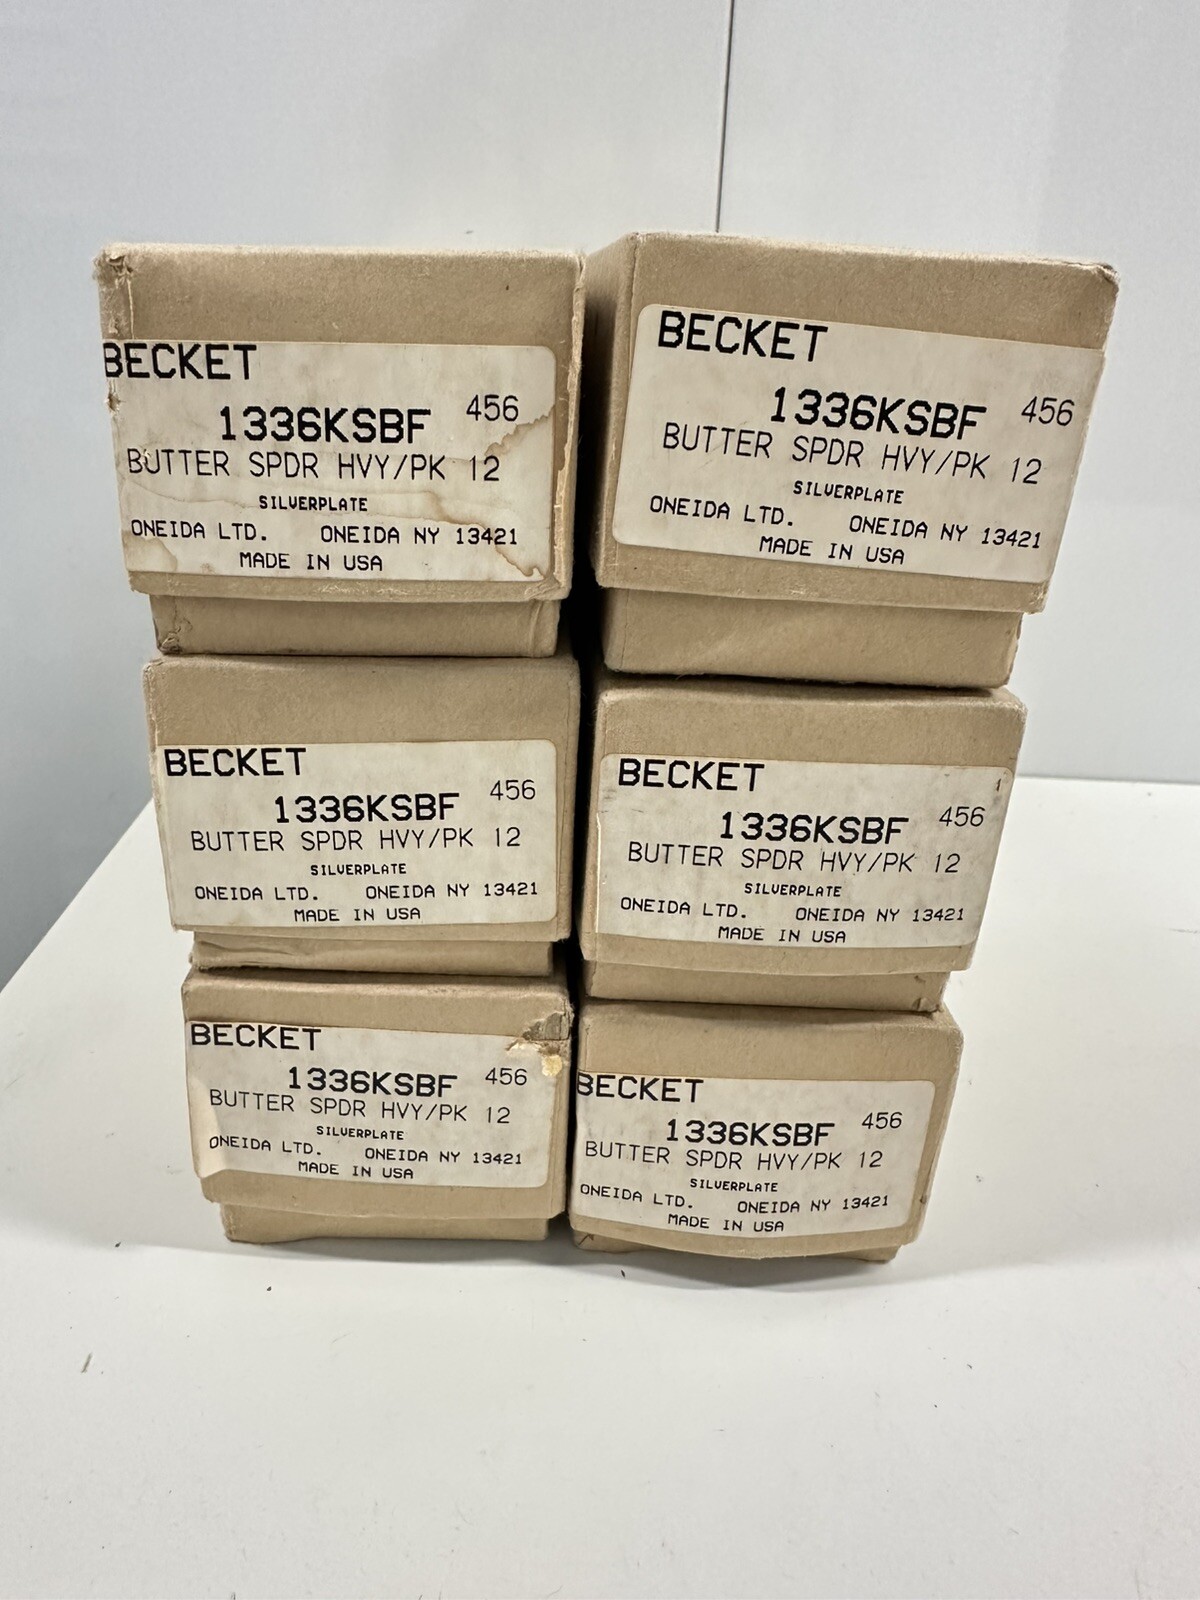 BECKET
1336KSBF 456
BUTTER SPDR HVY/PK 12
SILVERPLATE
ONEIDA LTD. ONEIDA NY 13421
MADE IN USA
BECKET
1336KSBF 456
BUTTER SPDR HVY/PK 12
SILVERPLATE
ONEIDA LTD. ONEIDA NY 13421
MADE IN USA
BECKET
1336KSBF 456
BUTTER SPDR HVY/PK 12
SILVERPLATE
ONEIDA LTD. ONEIDA NY 13421
MADE IN USA
BECKET
1336KSBF 456
BUTTER SPDR HVY/PK 12
SILVERPLATE
ONEIDA LTD. ONEIDA NY 13421
MADE IN USA
BECKET
1336KSBF 456
BUTTER SPDR HVY/PK 12
SILVERPLATE
ONEIDA LTD. ONEIDA NY 13421
MADE IN USA
BECKET
1336KSBF 456
BUTTER SPDR HVY/PK 12
SILVERPLATE
ONEIDA LTD. ONEIDA NY 13421
MADE IN USA